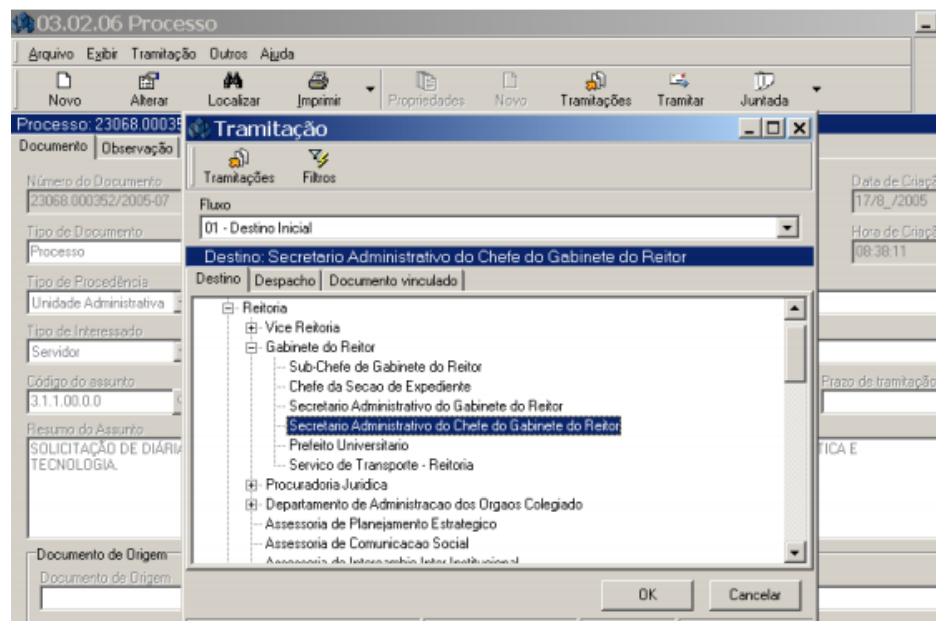 03.02.06 Processo
Arquivo Exibir Tramitação Outros Ajuda
Novo Alterar Localizar Imprimir Propriedades Novo Tramitações Tramitar Juntada
Processo: 23068.00035
Documento Observação
Número do Documento
23068.000352/2005-07
Tipo de Documento
Processo
Tipo de Procedência
Unidade Administrativa
Tipo de Interessado
Servidor
Código do assunto
3.1.1.00.0.0
Resumo do Assunto
SOLICITAÇÃO DE DIÁRIA
TECNOLOGIA.
Documento de Origem
Documento de Origem
Tramitação
Tramitações Filtros
Fluxo
01 - Destino Inicial
Destino: Secretario Administrativo do Chefe do Gabinete do Reitor
Destino Despacho Documento vinculado
Reitoria
Vice Reitoria
Gabinete do Reitor
Sub-Chefe de Gabinete do Reitor
Chefe da Secao de Expediente
Secretario Administrativo do Gabinete do Reitor
Secretario Administrativo do Chefe do Gabinete do Reitor
Prefeito Universitario
Servico de Transporte - Reitoria
Procuradoria Juridica
Departamento de Administracao dos Orgaos Colegiado
Assessoria de Planejamento Estrategico
Assessoria de Comunicacao Social
Assessoria de Intercambio Inter Institucional
OK Cancelar
Data de Criaçã
17/8_/2005
Hora de Criaçã
08:38:11
Prazo de tramitação
TICA E